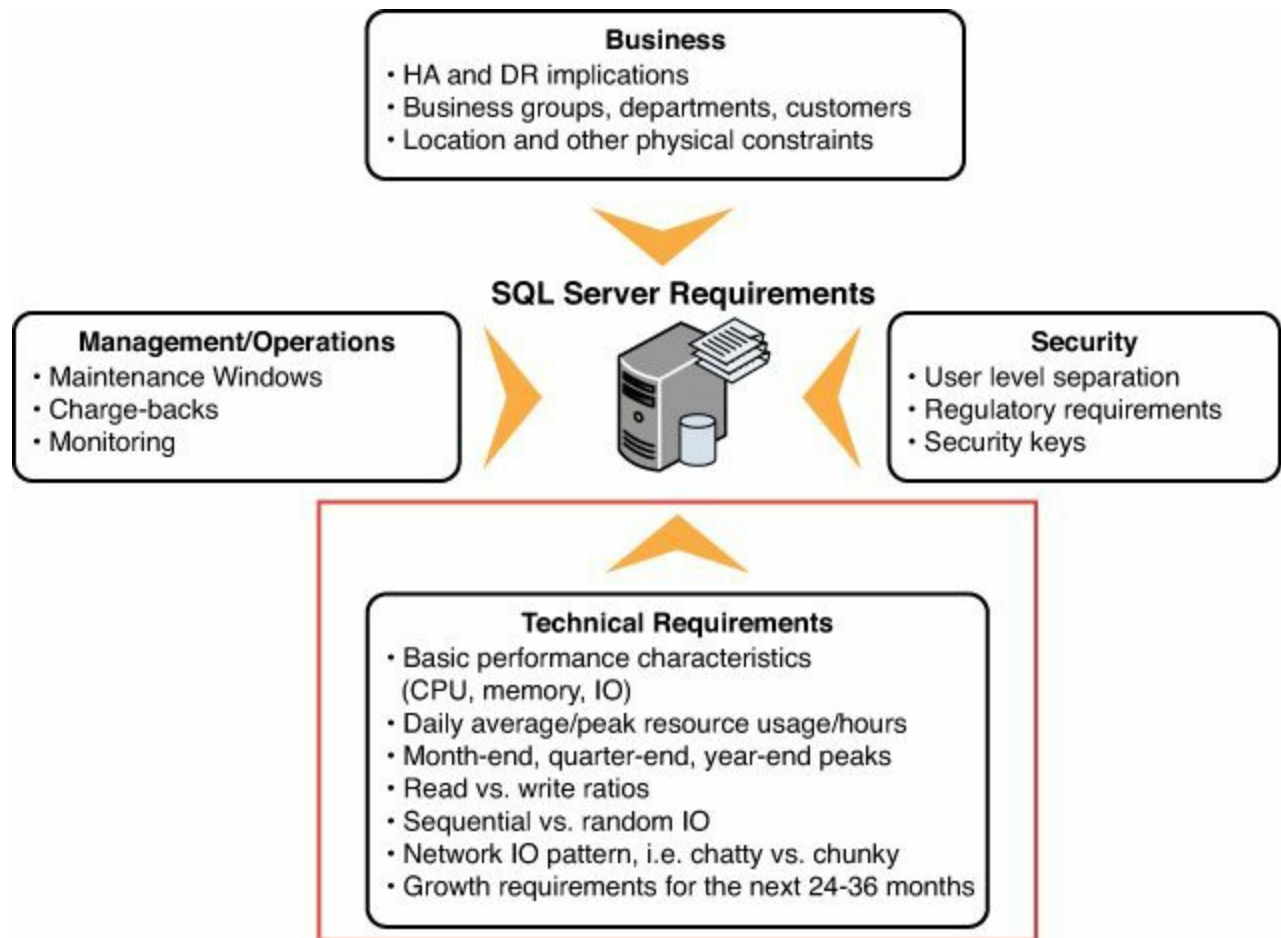 Business
• HA and DR implications
• Business groups, departments, customers
• Location and other physical constraints
SQL Server Requirements
Management/Operations
• Maintenance Windows
• Charge-backs
• Monitoring
Security
• User level separation
• Regulatory requirements
• Security keys
Technical Requirements
• Basic performance characteristics
(CPU, memory, IO)
• Daily average/peak resource usage/hours
• Month-end, quarter-end, year-end peaks
• Read vs. write ratios
• Sequential vs. random IO
• Network IO pattern, i.e. chatty vs. chunky
• Growth requirements for the next 24-36 months